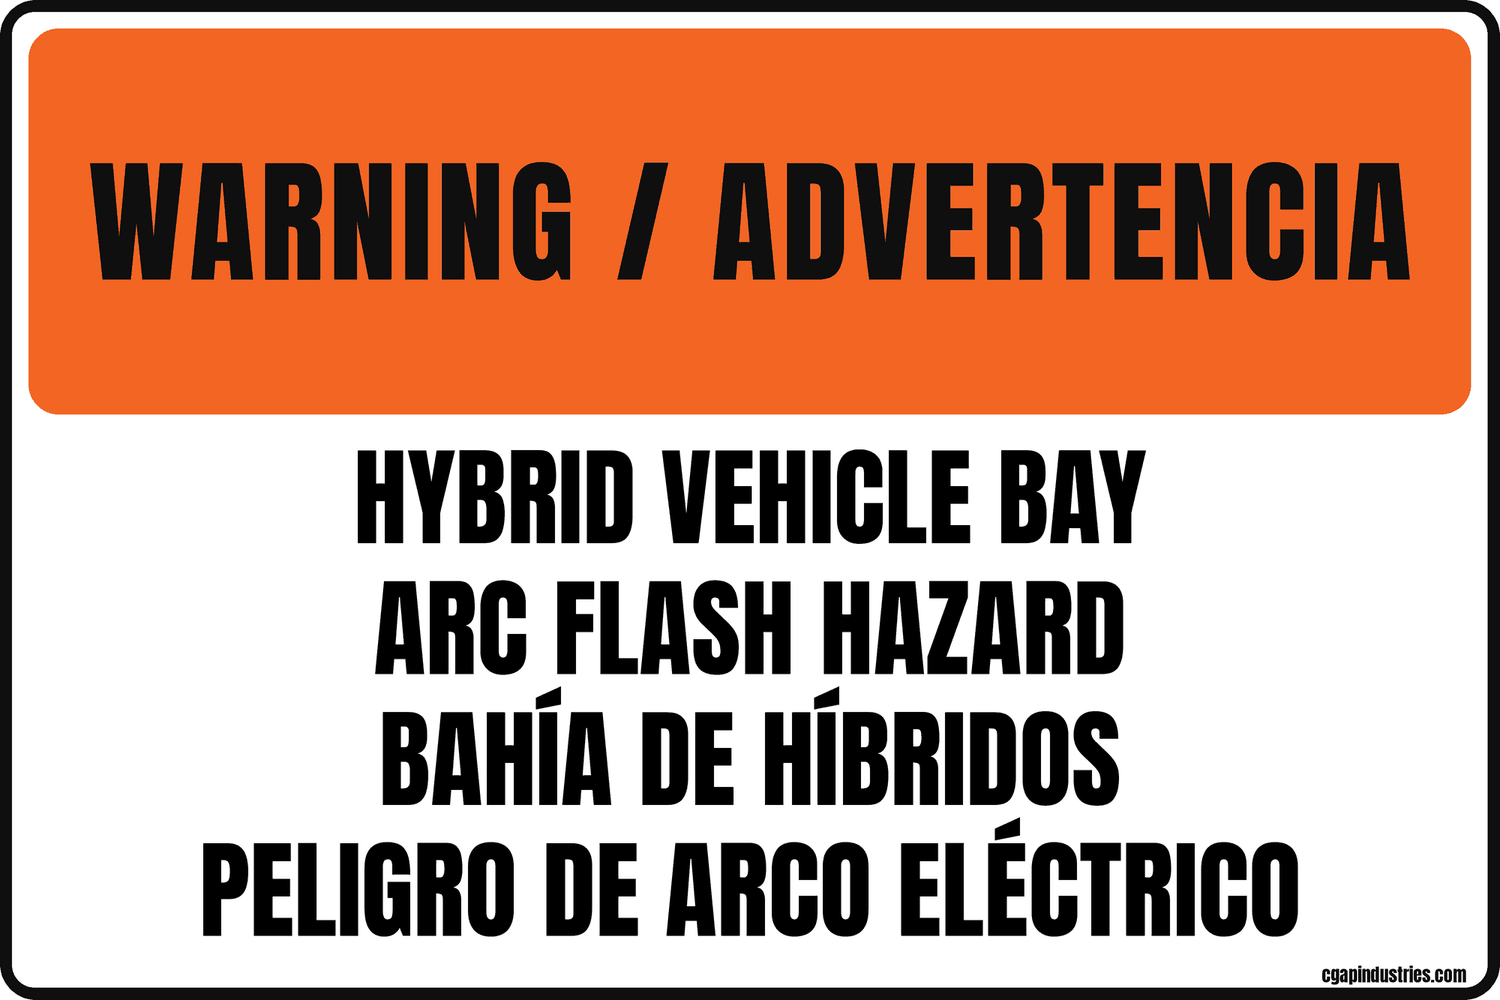 WARNING / ADVERTENCIA
HYBRID VEHICLE BAY
ARC FLASH HAZARD
BAHÍA DE HÍBRIDOS
PELIGRO DE ARCO ELÉCTRICO
cgapindustries.com